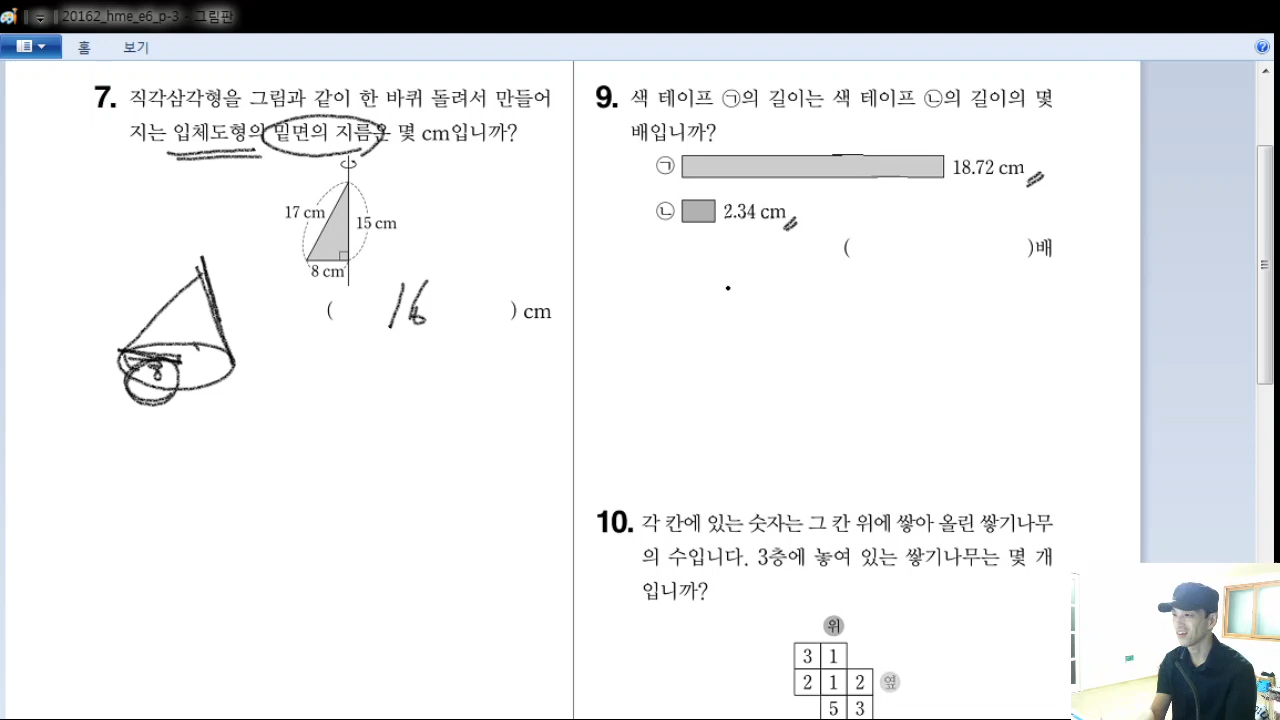 20162_hme_e6_p-3 - 그림판
홈 보기
7. 직각삼각형을 그림과 같이 한 바퀴 돌려서 만들어
지는 입체도형의 밑면의 지름은 몇 cm입니까?
17 cm
15 cm
8 cm
8
( 16 ) cm
9. 색 테이프 ㉠의 길이는 색 테이프 ㉡의 길이의 몇
배입니까?
㉠ 18.72 cm
㉡ 2.34 cm
( )배
10. 각 칸에 있는 숫자는 그 칸 위에 쌓아 올린 쌓기나무
의 수입니다. 3층에 놓여 있는 쌓기나무는 몇 개
입니까?
위
3 1
2 1 2 옆
5 3